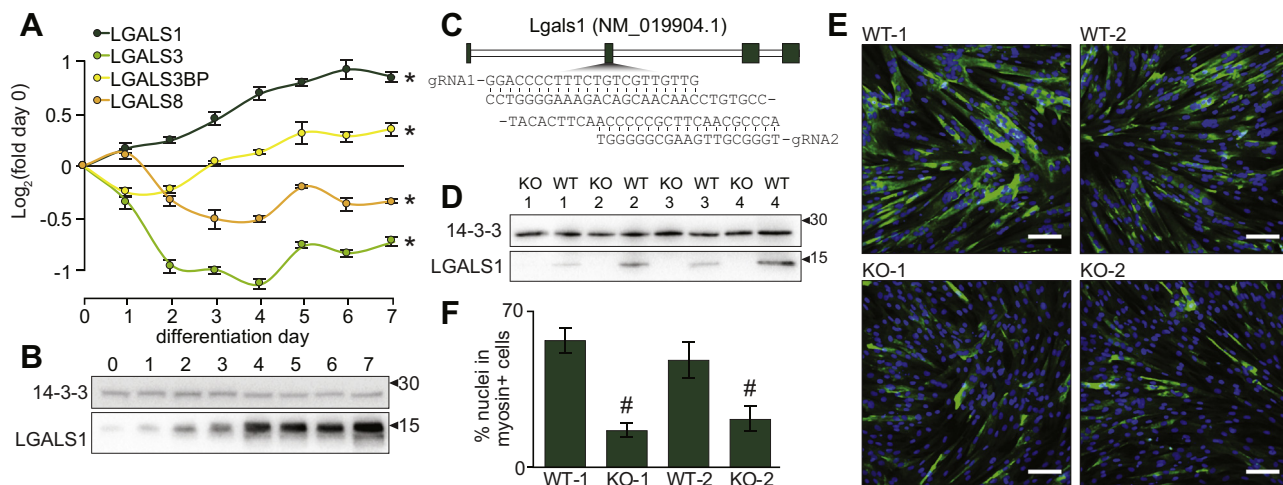 A
LGALS1
LGALS3
LGALS3BP
LGALS8
Log2(fold day 0)
1
0.5
0
-0.5
-1
*
*
*
*
0 1 2 3 4 5 6 7
differentiation day
B
0 1 2 3 4 5 6 7
14-3-3
30
LGALS1
15
C
Lgals1 (NM_019904.1)
gRNA1-GGACCCCTTTCTGTCGTTGTTG
CCTGGGGAAAGACAGCAACAACCTGTGCC-
-TACACTTCAACCCCCGCTTCAACGCCCA
TGGGGGCGAAGTTGCGGGT-gRNA2
D
KO WT KO WT KO WT KO WT
1 1 2 2 3 3 4 4
14-3-3
30
LGALS1
15
F
% nuclei in
myosin+ cells
70
0
#
#
WT-1 KO-1 WT-2 KO-2
E
WT-1
WT-2
KO-1
KO-2